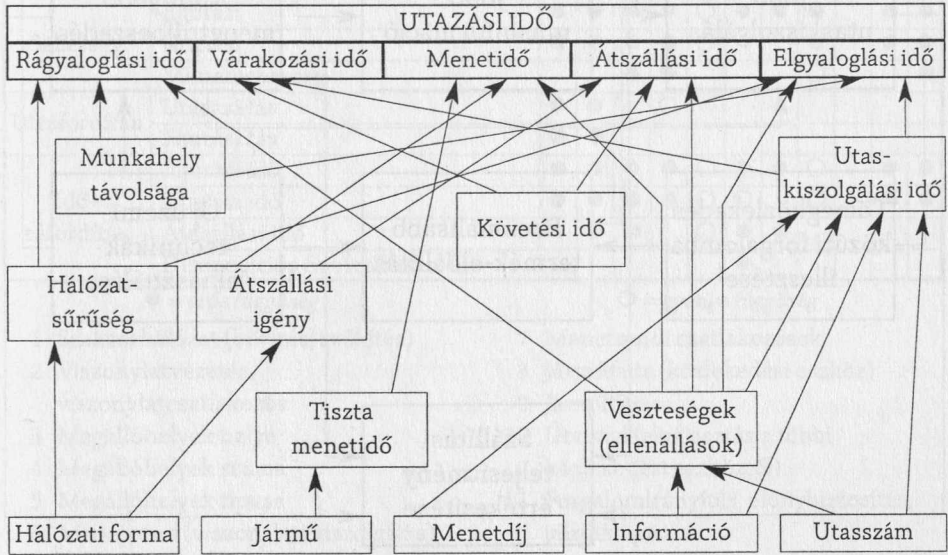 UTAZÁSI IDŐ
Rágyaloglási idő Várakozási idő Menetidő Atszállási idő Elgyaloglási idő
Munkahely
távolsága
Utas-
kiszolgálási idő
Követési idő
Hálózat-
sűrűség
Átszállási
igény
Tiszta
menetidő
Veszteségek
(ellenállások)
Hálózati forma Jármű Menetdíj Információ Utasszám